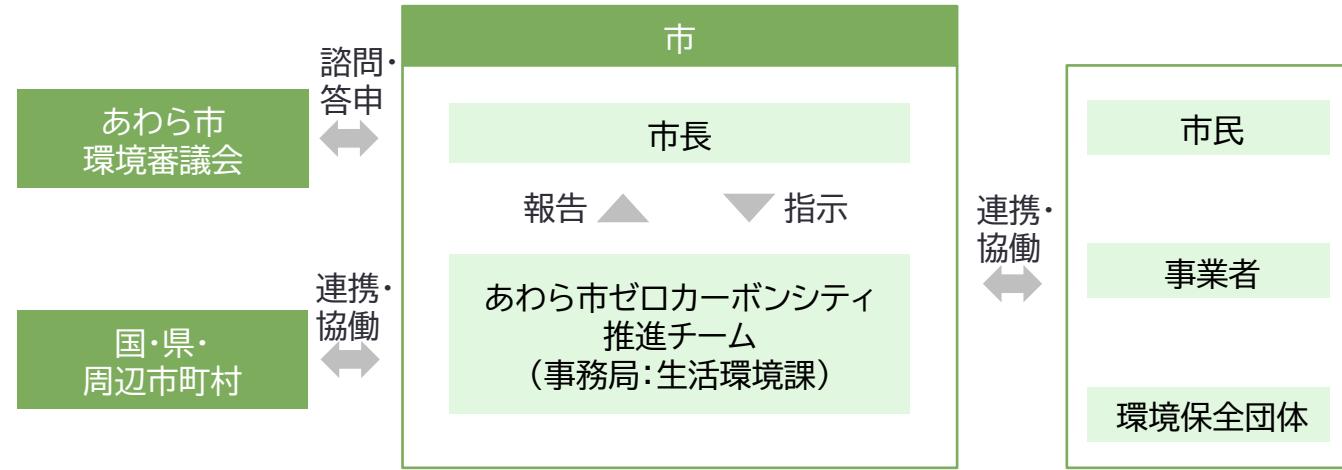 諮問・
答申
あわら市
環境審議会
連携・
協働
国・県・
周辺市町村
市
市長
報告
指示
あわら市ゼロカーボンシティ
推進チーム
（事務局：生活環境課）
連携・
協働
市民
事業者
環境保全団体